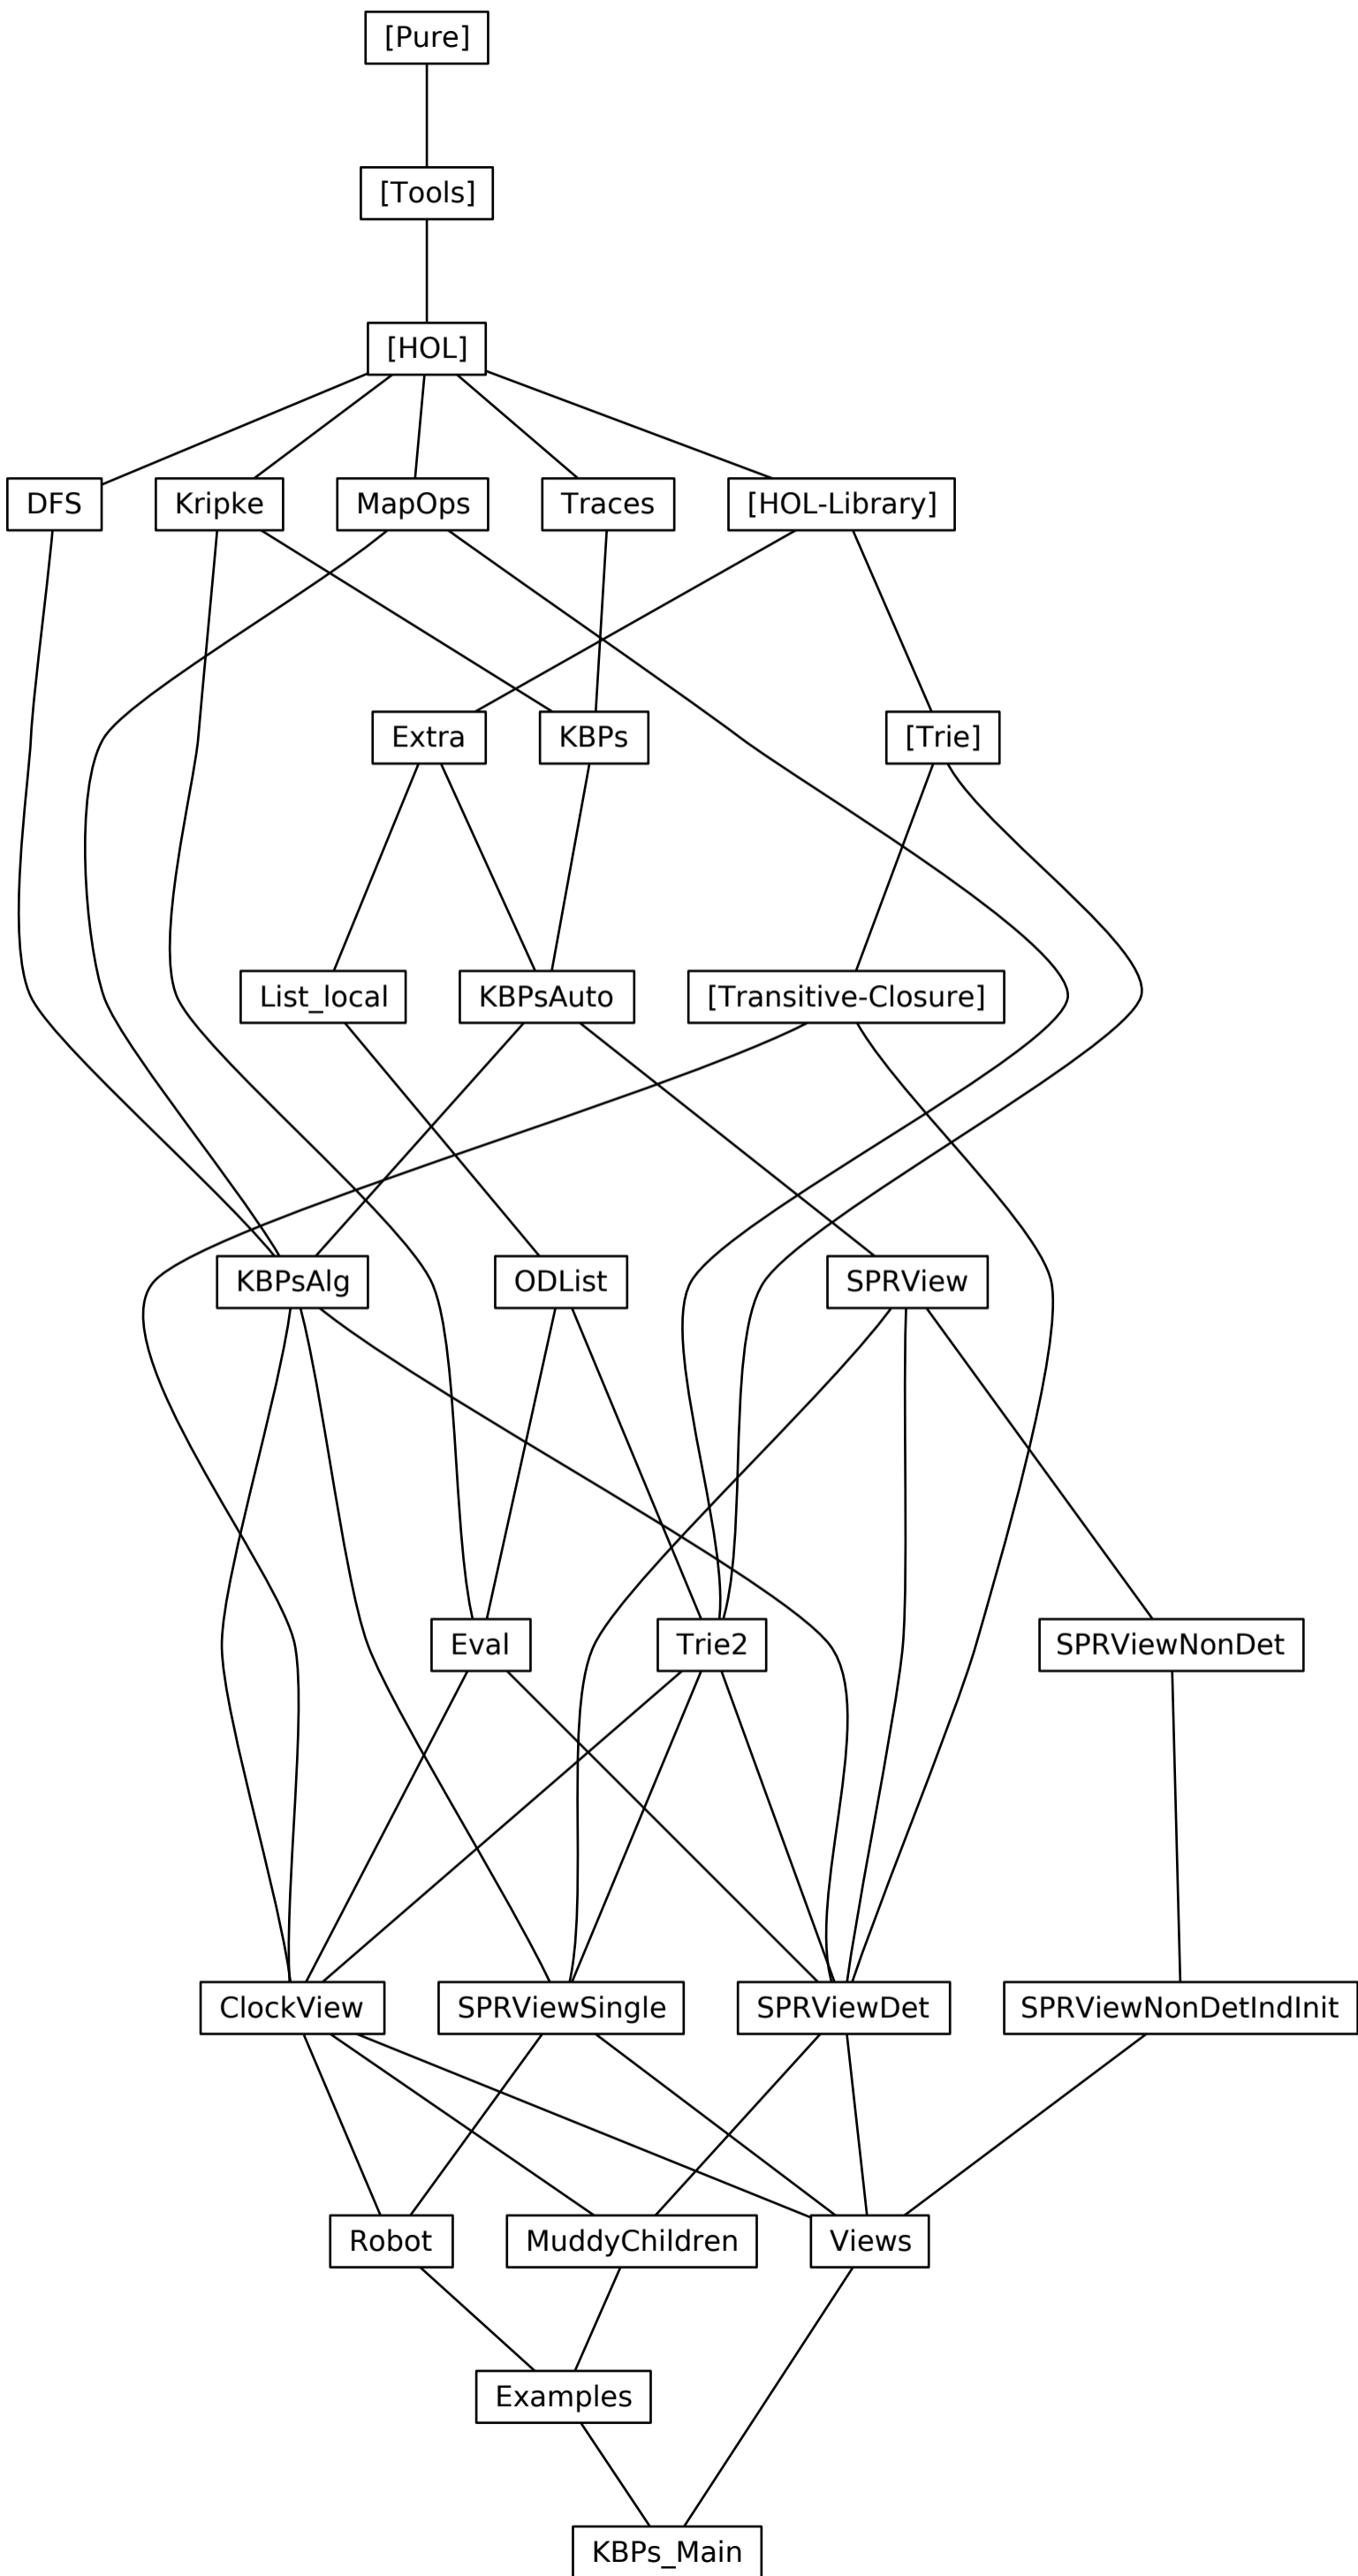 [Pure]
[Tools]
[HOL]
DFS
Kripke
MapOps
Traces
[HOL-Library]
Extra
KBPs
[Trie]
List_local
KBPsAuto
[Transitive-Closure]
KBPsAlg
ODList
SPRView
Eval
Trie2
SPRViewNonDet
ClockView
SPRViewSingle
SPRViewDet
SPRViewNonDetIndInit
Robot
MuddyChildren
Views
Examples
KBPs_Main